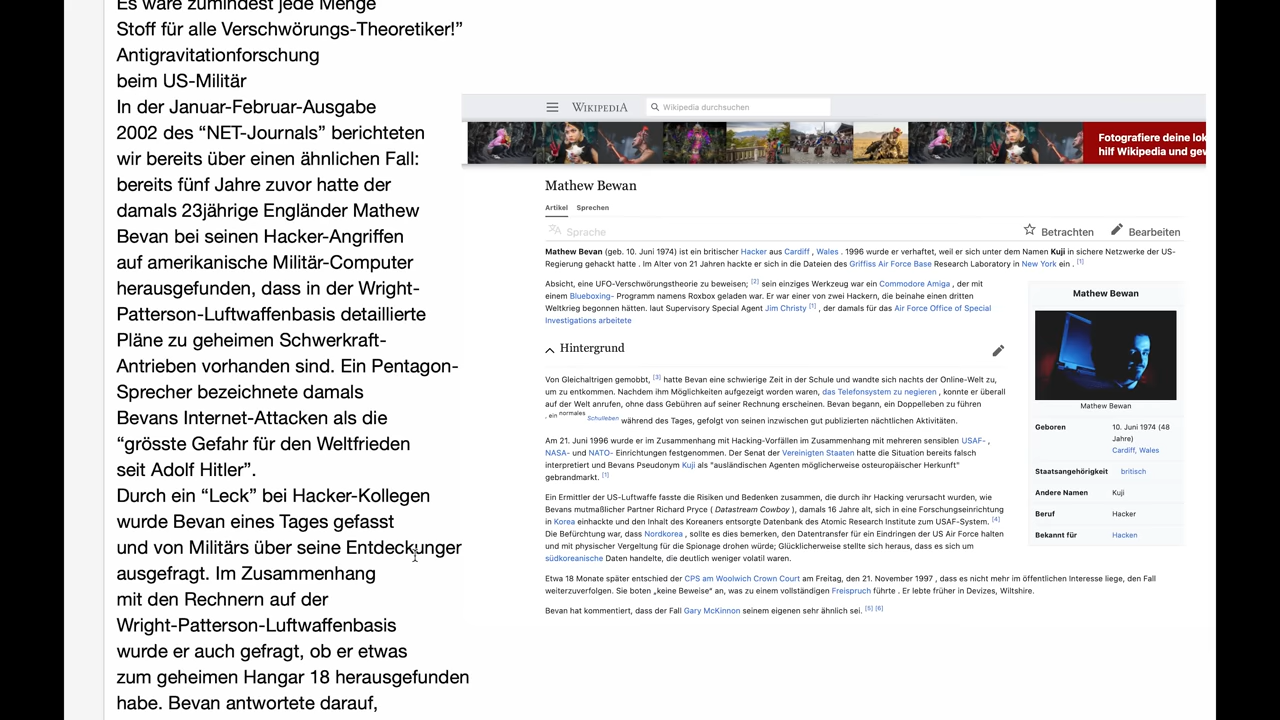 Es wäre zumindest jede Menge
Stoff für alle Verschwörungs-Theoretiker!”
Antigravitationforschung
beim US-Militär
In der Januar-Februar-Ausgabe
2002 des “NET-Journals” berichteten
wir bereits über einen ähnlichen Fall:
bereits fünf Jahre zuvor hatte der
damals 23jährige Engländer Mathew
Bevan bei seinen Hacker-Angriffen
auf amerikanische Militär-Computer
herausgefunden, dass in der Wright-
Patterson-Luftwaffenbasis detaillierte
Pläne zu geheimen Schwerkraft-
Antrieben vorhanden sind. Ein Pentagon-
Sprecher bezeichnete damals
Bevans Internet-Attacken als die
“grösste Gefahr für den Weltfrieden
seit Adolf Hitler”.
Durch ein “Leck” bei Hacker-Kollegen
wurde Bevan eines Tages gefasst
und von Militärs über seine Entdeckunger
ausgefragt. Im Zusammenhang
mit den Rechnern auf der
Wright-Patterson-Luftwaffenbasis
wurde er auch gefragt, ob er etwas
zum geheimen Hangar 18 herausgefunden
habe. Bevan antwortete darauf,
WIKIPEDIA
Wikipedia durchsuchen
Fotografiere deine lok
hilf Wikipedia und gew
Mathew Bewan
Artikel Sprechen
Sprache
Betrachten
Bearbeiten
Mathew Bevan (geb. 10. Juni 1974) ist ein britischer Hacker aus Cardiff , Wales . 1996 wurde er verhaftet, weil er sich unter dem Namen Kuji in sichere Netzwerke der US-
Regierung gehackt hatte . Im Alter von 21 Jahren hackte er sich in die Dateien des Griffiss Air Force Base Research Laboratory in New York ein . [1]
Absicht, eine UFO-Verschwörungstheorie zu beweisen; [2] sein einziges Werkzeug war ein Commodore Amiga , der mit
einem Blueboxing- Programm namens Roxbox geladen war. Er war einer von zwei Hackern, die beinahe einen dritten
Weltkrieg begonnen hätten. laut Supervisory Special Agent Jim Christy [1] , der damals für das Air Force Office of Special
Investigations arbeitete
Hintergrund
Von Gleichaltrigen gemobbt, [3] hatte Bevan eine schwierige Zeit in der Schule und wandte sich nachts der Online-Welt zu,
um zu entkommen. Nachdem ihm Möglichkeiten aufgezeigt worden waren, das Telefonsystem zu negieren , konnte er überall
auf der Welt anrufen, ohne dass Gebühren auf seiner Rechnung erscheinen. Bevan begann, ein Doppelleben zu führen
, ein normales Schulleben während des Tages, gefolgt von seinen inzwischen gut publizierten nächtlichen Aktivitäten.
Am 21. Juni 1996 wurde er im Zusammenhang mit Hacking-Vorfällen im Zusammenhang mit mehreren sensiblen USAF- ,
NASA- und NATO- Einrichtungen festgenommen. Der Senat der Vereinigten Staaten hatte die Situation bereits falsch
interpretiert und Bevans Pseudonym Kuji als "ausländischen Agenten möglicherweise osteuropäischer Herkunft"
gebrandmarkt. [1]
Ein Ermittler der US-Luftwaffe fasste die Risiken und Bedenken zusammen, die durch ihr Hacking verursacht wurden, wie
Bevans mutmaßlicher Partner Richard Pryce ( Datastream Cowboy ), damals 16 Jahre alt, sich in eine Forschungseinrichtung
in Korea einhackte und den Inhalt des Koreaners entsorgte Datenbank des Atomic Research Institute zum USAF-System. [4]
Die Befürchtung war, dass Nordkorea , sollte es dies bemerken, den Datentransfer für ein Eindringen der US Air Force halten
und mit physischer Vergeltung für die Spionage drohen würde; Glücklicherweise stellte sich heraus, dass es sich um
südkoreanische Daten handelte, die deutlich weniger volatil waren.
Etwa 18 Monate später entschied der CPS am Woolwich Crown Court am Freitag, den 21. November 1997 , dass es nicht mehr im öffentlichen Interesse liege, den Fall
weiterzuverfolgen. Sie boten „keine Beweise“ an, was zu einem vollständigen Freispruch führte . Er lebte früher in Devizes, Wiltshire.
Bevan hat kommentiert, dass der Fall Gary McKinnon seinem eigenen sehr ähnlich sei. [5] [6]
Mathew Bewan
Mathew Bewan
Geboren 10. Juni 1974 (48
Jahre)
Cardiff, Wales
Staatsangehörigkeit britisch
Andere Namen Kuji
Beruf Hacker
Bekannt für Hacken